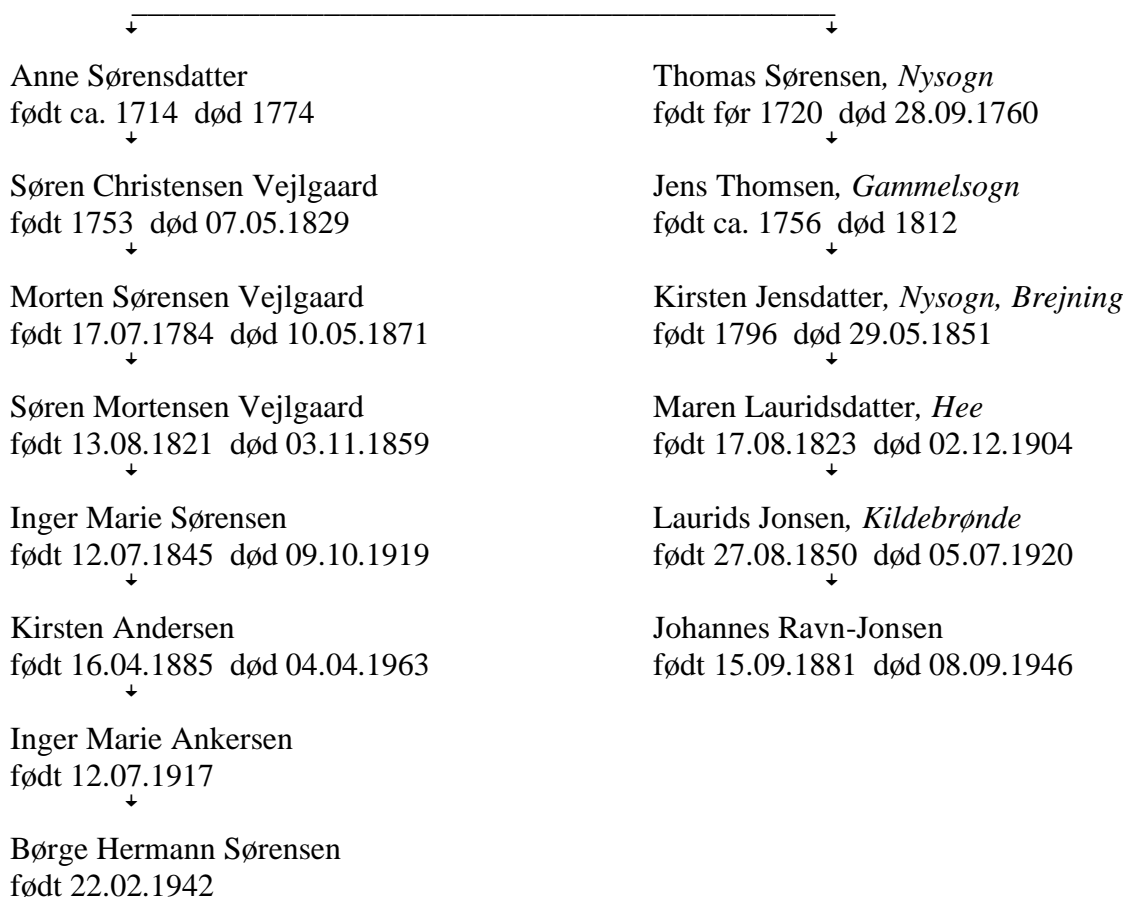 Anne Sørensdatter
født ca. 1714  død 1774
Søren Christensen Vejlgaard
født 1753  død 07.05.1829
Morten Sørensen Vejlgaard
født 17.07.1784  død 10.05.1871
Søren Mortensen Vejlgaard
født 13.08.1821  død 03.11.1859
Inger Marie Sørensen
født 12.07.1845  død 09.10.1919
Kirsten Andersen
født 16.04.1885  død 04.04.1963
Inger Marie Ankersen
født 12.07.1917
Børge Hermann Sørensen
født 22.02.1942
Thomas Sørensen, Nysogn
født før 1720  død 28.09.1760
Jens Thomsen, Gammelsogn
født ca. 1756  død 1812
Kirsten Jensdatter, Nysogn, Brejning
født 1796  død 29.05.1851
Maren Lauridsdatter, Hee
født 17.08.1823  død 02.12.1904
Laurids Jonsen, Kildebrønde
født 27.08.1850  død 05.07.1920
Johannes Ravn-Jonsen
født 15.09.1881  død 08.09.1946